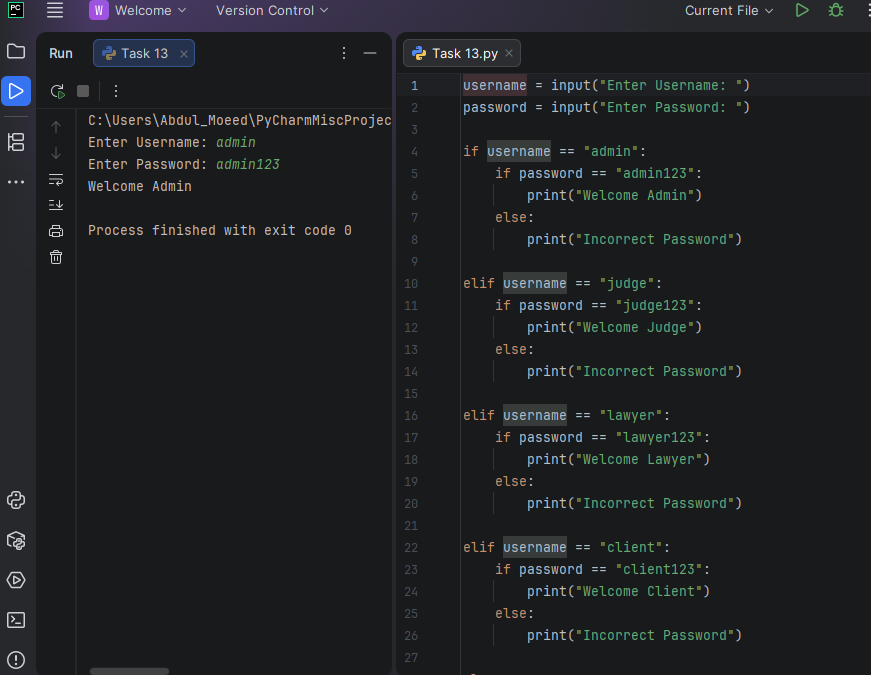 PC
W Welcome Version Control Current File
Run Task 13
Task 13.py
C:\Users\Abdul_Moeed\PyCharmMiscProjec
Enter Username: admin
Enter Password: admin123
Welcome Admin
Process finished with exit code 0
1 username = input("Enter Username: ")
2 password = input("Enter Password: ")
3
4 if username == "admin":
5     if password == "admin123":
6         print("Welcome Admin")
7     else:
8         print("Incorrect Password")
9
10 elif username == "judge":
11     if password == "judge123":
12         print("Welcome Judge")
13     else:
14         print("Incorrect Password")
15
16 elif username == "lawyer":
17     if password == "lawyer123":
18         print("Welcome Lawyer")
19     else:
20         print("Incorrect Password")
21
22 elif username == "client":
23     if password == "client123":
24         print("Welcome Client")
25     else:
26         print("Incorrect Password")
27